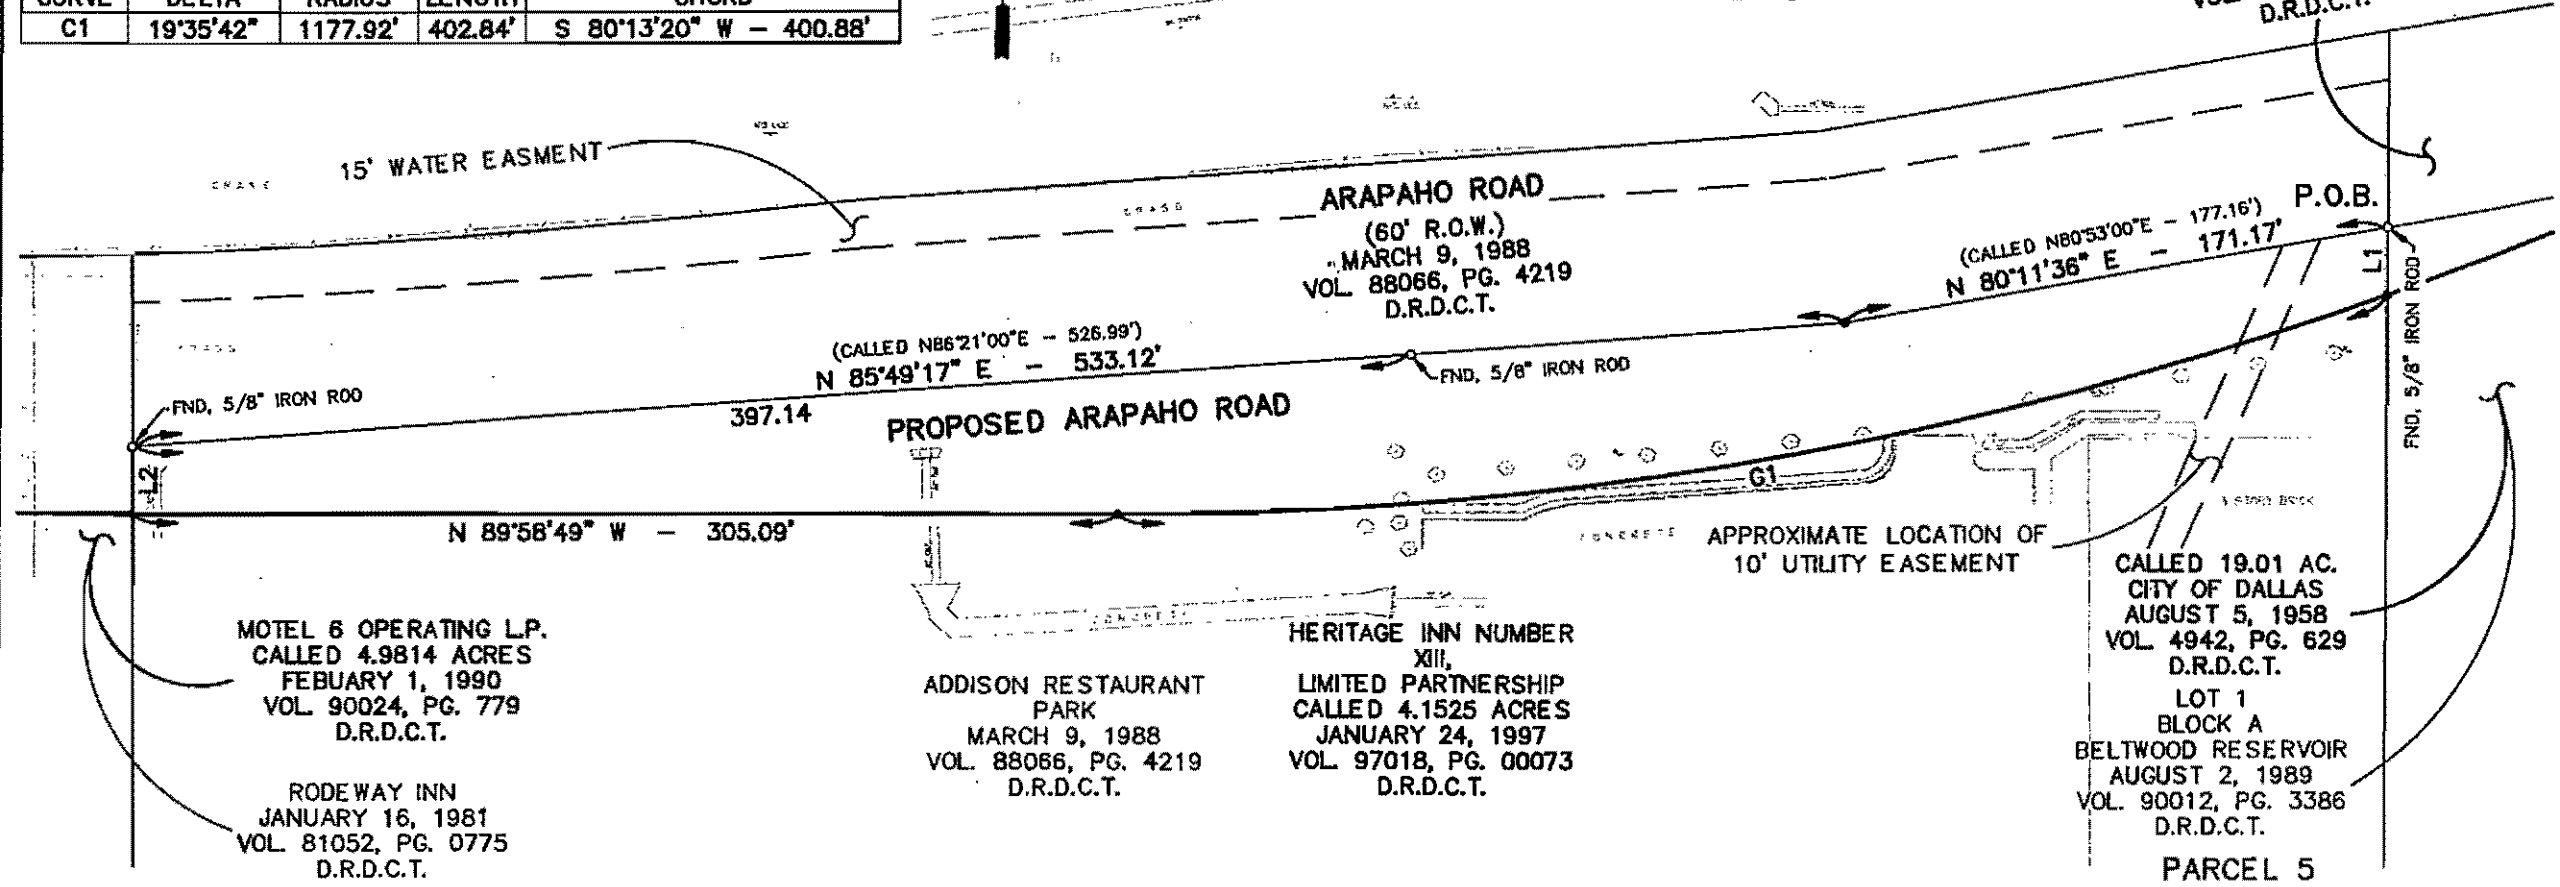 CURVE DELTA RADIUS LENGTH CHORD
C1 19°35'42" 1177.92' 402.84' S 80°13'20" W – 400.88'
D.R.D.C.T.
15' WATER EASMENT
ARAPAHO ROAD
(60' R.O.W.)
MARCH 9, 1988
VOL. 88066, PG. 4219
D.R.D.C.T.
P.O.B.
(CALLED N80°53'00"E – 177.16')
N 80°11'36" E – 171.17'
L1
FND, 5/8" IRON ROD
(CALLED N86°21'00"E – 526.99')
N 85°49'17" E – 533.12'
FND, 5/8" IRON ROD
FND, 5/8" IRON ROD
397.14
PROPOSED ARAPAHO ROAD
L2
C1
N 89°58'49" W – 305.09'
CONCRETE
APPROXIMATE LOCATION OF
10' UTILITY EASEMENT
MOTEL 6 OPERATING L.P.
CALLED 4.9814 ACRES
FEBUARY 1, 1990
VOL. 90024, PG. 779
D.R.D.C.T.
RODEWAY INN
JANUARY 16, 1981
VOL. 81052, PG. 0775
D.R.D.C.T.
ADDISON RESTAURANT
PARK
MARCH 9, 1988
VOL. 88066, PG. 4219
D.R.D.C.T.
HERITAGE INN NUMBER
XIII,
LIMITED PARTNERSHIP
CALLED 4.1525 ACRES
JANUARY 24, 1997
VOL. 97018, PG. 00073
D.R.D.C.T.
CALLED 19.01 AC.
CITY OF DALLAS
AUGUST 5, 1958
VOL. 4942, PG. 629
D.R.D.C.T.
LOT 1
BLOCK A
BELTWOOD RESERVOIR
AUGUST 2, 1989
VOL. 90012, PG. 3386
D.R.D.C.T.
PARCEL 5